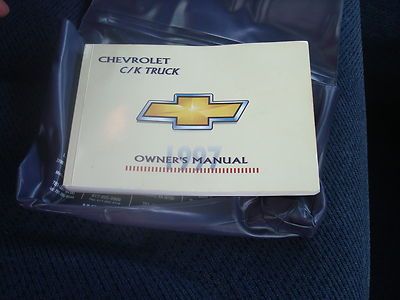 CHEVROLET
C/K TRUCK
1997
OWNER'S MANUAL